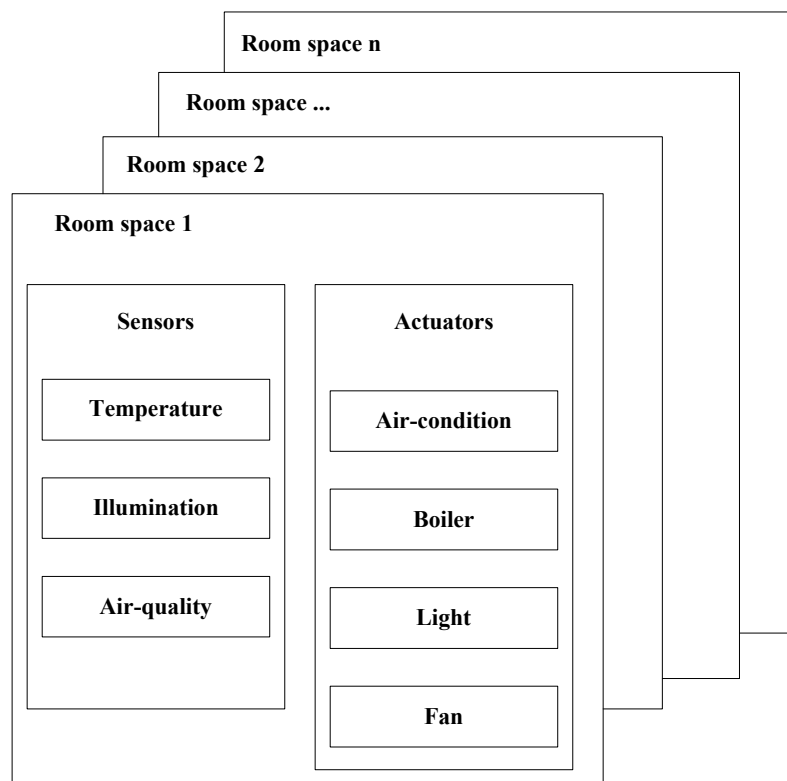 Room space n
Room space ...
Room space 2
Room space 1
Sensors
Temperature
Illumination
Air-quality
Actuators
Air-condition
Boiler
Light
Fan